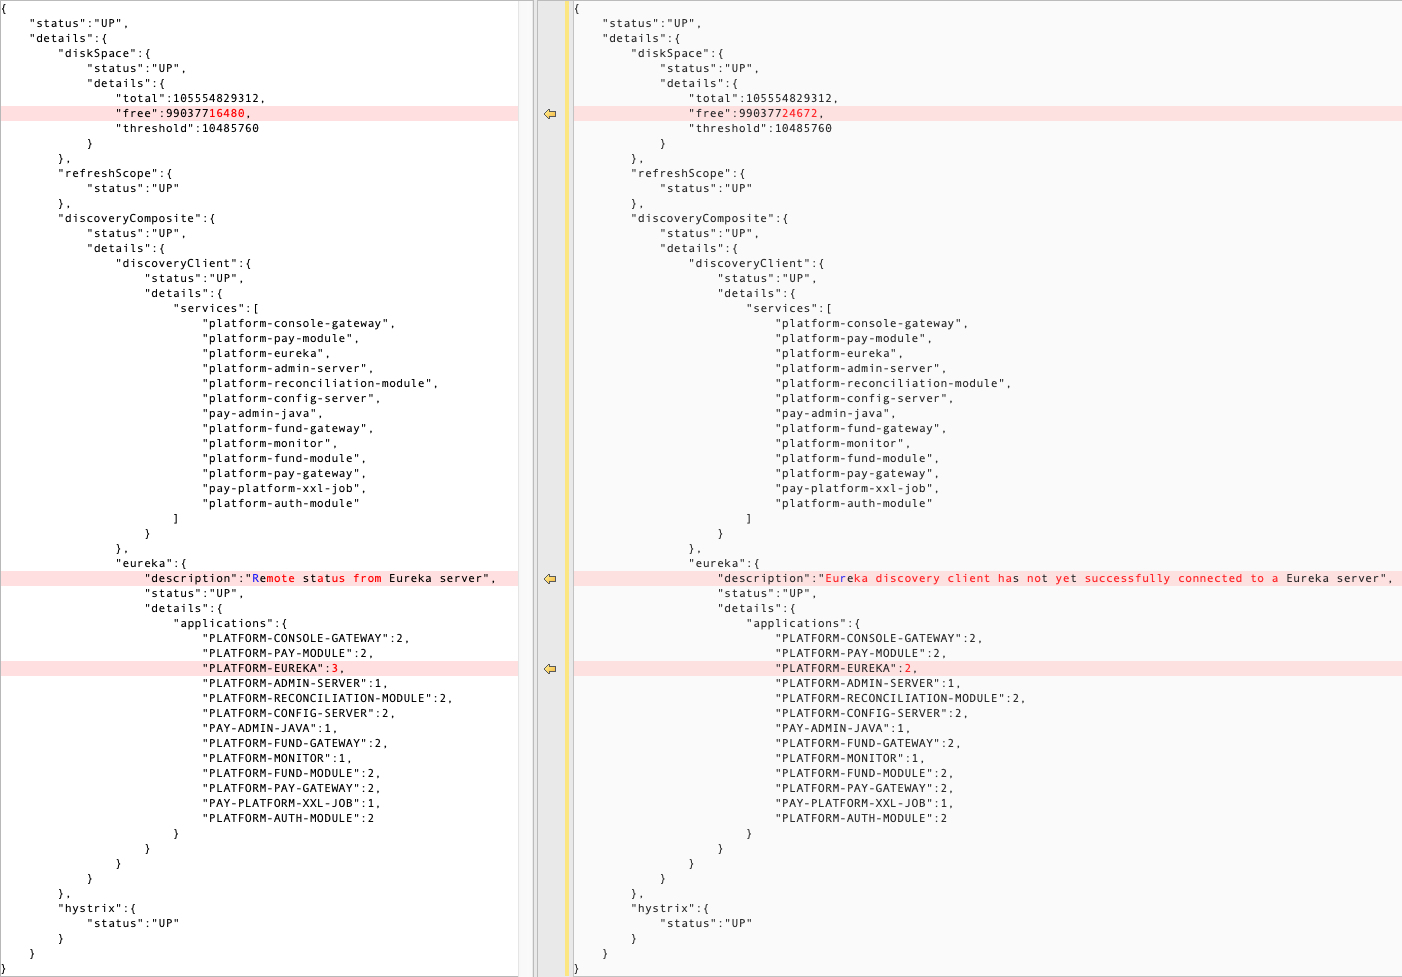 {
    "status":"UP",
    "details":{
        "diskSpace":{
            "status":"UP",
            "details":{
                "total":105554829312,
                "free":99037716480,
                "threshold":10485760
            }
        },
        "refreshScope":{
            "status":"UP"
        },
        "discoveryComposite":{
            "status":"UP",
            "details":{
                "discoveryClient":{
                    "status":"UP",
                    "details":{
                        "services":[
                            "platform-console-gateway",
                            "platform-pay-module",
                            "platform-eureka",
                            "platform-admin-server",
                            "platform-reconciliation-module",
                            "platform-config-server",
                            "pay-admin-java",
                            "platform-fund-gateway",
                            "platform-monitor",
                            "platform-fund-module",
                            "platform-pay-gateway",
                            "pay-platform-xxl-job",
                            "platform-auth-module"
                        ]
                    }
                },
                "eureka":{
                    "description":"Remote status from Eureka server",
                    "status":"UP",
                    "details":{
                        "applications":{
                            "PLATFORM-CONSOLE-GATEWAY":2,
                            "PLATFORM-PAY-MODULE":2,
                            "PLATFORM-EUREKA":3,
                            "PLATFORM-ADMIN-SERVER":1,
                            "PLATFORM-RECONCILIATION-MODULE":2,
                            "PLATFORM-CONFIG-SERVER":2,
                            "PAY-ADMIN-JAVA":1,
                            "PLATFORM-FUND-GATEWAY":2,
                            "PLATFORM-MONITOR":1,
                            "PLATFORM-FUND-MODULE":2,
                            "PLATFORM-PAY-GATEWAY":2,
                            "PAY-PLATFORM-XXL-JOB":1,
                            "PLATFORM-AUTH-MODULE":2
                        }
                    }
                }
            }
        },
        "hystrix":{
            "status":"UP"
        }
    }
}
{
    "status":"UP",
    "details":{
        "diskSpace":{
            "status":"UP",
            "details":{
                "total":105554829312,
                "free":99037724672,
                "threshold":10485760
            }
        },
        "refreshScope":{
            "status":"UP"
        },
        "discoveryComposite":{
            "status":"UP",
            "details":{
                "discoveryClient":{
                    "status":"UP",
                    "details":{
                        "services":[
                            "platform-console-gateway",
                            "platform-pay-module",
                            "platform-eureka",
                            "platform-admin-server",
                            "platform-reconciliation-module",
                            "platform-config-server",
                            "pay-admin-java",
                            "platform-fund-gateway",
                            "platform-monitor",
                            "platform-fund-module",
                            "platform-pay-gateway",
                            "pay-platform-xxl-job",
                            "platform-auth-module"
                        ]
                    }
                },
                "eureka":{
                    "description":"Eureka discovery client has not yet successfully connected to a Eureka server",
                    "status":"UP",
                    "details":{
                        "applications":{
                            "PLATFORM-CONSOLE-GATEWAY":2,
                            "PLATFORM-PAY-MODULE":2,
                            "PLATFORM-EUREKA":2,
                            "PLATFORM-ADMIN-SERVER":1,
                            "PLATFORM-RECONCILIATION-MODULE":2,
                            "PLATFORM-CONFIG-SERVER":2,
                            "PAY-ADMIN-JAVA":1,
                            "PLATFORM-FUND-GATEWAY":2,
                            "PLATFORM-MONITOR":1,
                            "PLATFORM-FUND-MODULE":2,
                            "PLATFORM-PAY-GATEWAY":2,
                            "PAY-PLATFORM-XXL-JOB":1,
                            "PLATFORM-AUTH-MODULE":2
                        }
                    }
                }
            }
        },
        "hystrix":{
            "status":"UP"
        }
    }
}